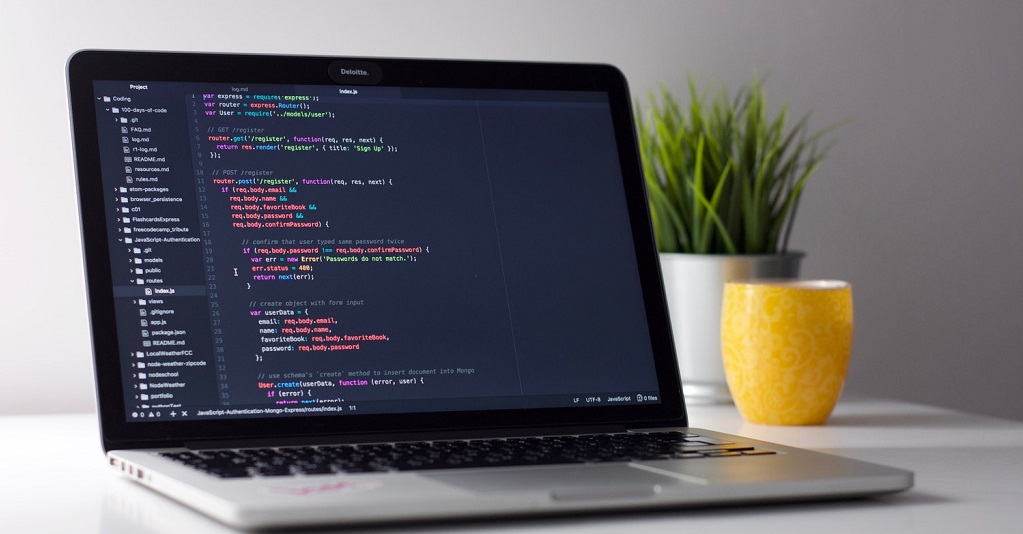 Deloitte.
Project
Coding
100-days-of-code
.git
FAQ.md
log.md
r1-log.md
README.md
resources.md
rules.md
atom-packages
browser_persistence
c01
FlashcardsExpress
freecodecamp_tribute
JavaScript-Authentication
.git
models
public
routes
index.js
views
.gitignore
app.js
package.json
README.md
LocalWeatherFCC
node-weather-zipcode
nodeschool
NodeWeather
portfolio
log.md
index.js
1 var express = require('express');
2 var router = express.Router();
3 var User = require('../models/user');
4
5 // GET /register
6 router.get('/register', function(req, res, next) {
7 return res.render('register', { title: 'Sign Up' });
8 });
9
10 // POST /register
11 router.post('/register', function(req, res, next) {
12 if (req.body.email &&
13 req.body.name &&
14 req.body.favoriteBook &&
15 req.body.password &&
16 req.body.confirmPassword) {
17
18 // confirm that user typed same password twice
19 if (req.body.password !== req.body.confirmPassword) {
20 var err = new Error('Passwords do not match.');
21 err.status = 400;
22 return next(err);
23 }
24
25 // create object with form input
26 var userData = {
27 email: req.body.email,
28 name: req.body.name,
29 favoriteBook: req.body.favoriteBook,
30 password: req.body.password
31 };
32
33 // use schema's `create` method to insert document into Mongo
34 User.create(userData, function (error, user) {
35 if (error) {
return next(error);
0 0 JavaScript-Authentication-Mongo-Express/routes/index.js 1:1 LF UTF-8 JavaScript 0 files